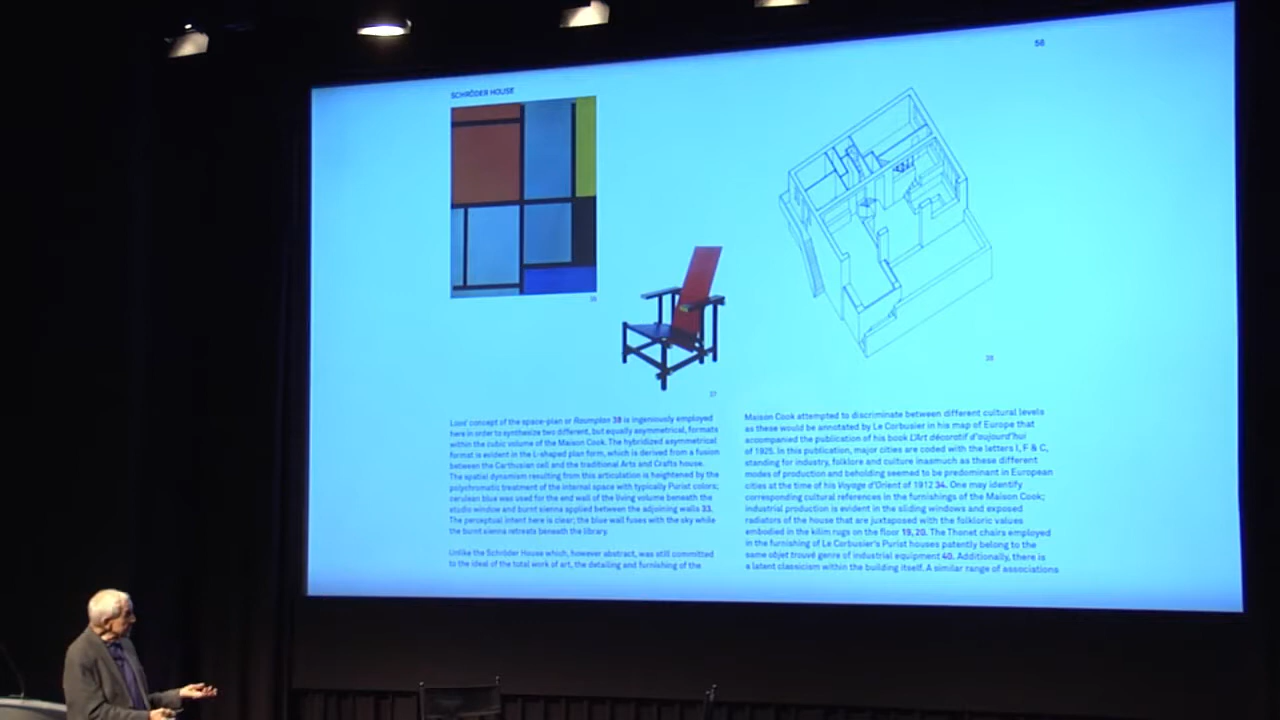 56
SCHRÖDER HOUSE
38
37
Loos' concept of the space-plan or Raumplan 39 is ingeniously employed
here in order to synthesize two different, but equally asymmetrical, formats
within the cubic volume of the Maison Cook. The hybridized asymmetrical
format is evident in the L-shaped plan form, which is derived from a fusion
between the Carthusian cell and the traditional Arts and Crafts house.
The spatial dynamism resulting from this articulation is heightened by the
polychromatic treatment of the internal space with typically Purist colors;
cerulean blue was used for the end wall of the living volume beneath the
studio window and burnt sienna applied between the adjoining walls 33.
The perceptual intent here is clear; the blue wall fuses with the sky while
the burnt sienna retreats beneath the library.
Unlike the Schröder House which, however abstract, was still committed
to the ideal of the total work of art, the detailing and furnishing of the
Maison Cook attempted to discriminate between different cultural levels
as these would be annotated by Le Corbusier in his map of Europe that
accompanied the publication of his book L'Art décoratif d'aujourd'hui
of 1925. In this publication, major cities are coded with the letters I, F & C,
standing for industry, folklore and culture inasmuch as these different
modes of production and beholding seemed to be predominant in European
cities at the time of his Voyage d'Orient of 1912 34. One may identify
corresponding cultural references in the furnishings of the Maison Cook;
industrial production is evident in the sliding windows and exposed
radiators of the house that are juxtaposed with the folkloric values
embodied in the kilim rugs on the floor 19, 20. The Thonet chairs employed
in the furnishing of Le Corbusier's Purist houses patently belong to the
same objet trouvé genre of industrial equipment 40. Additionally, there is
a latent classicism within the building itself. A similar range of associations